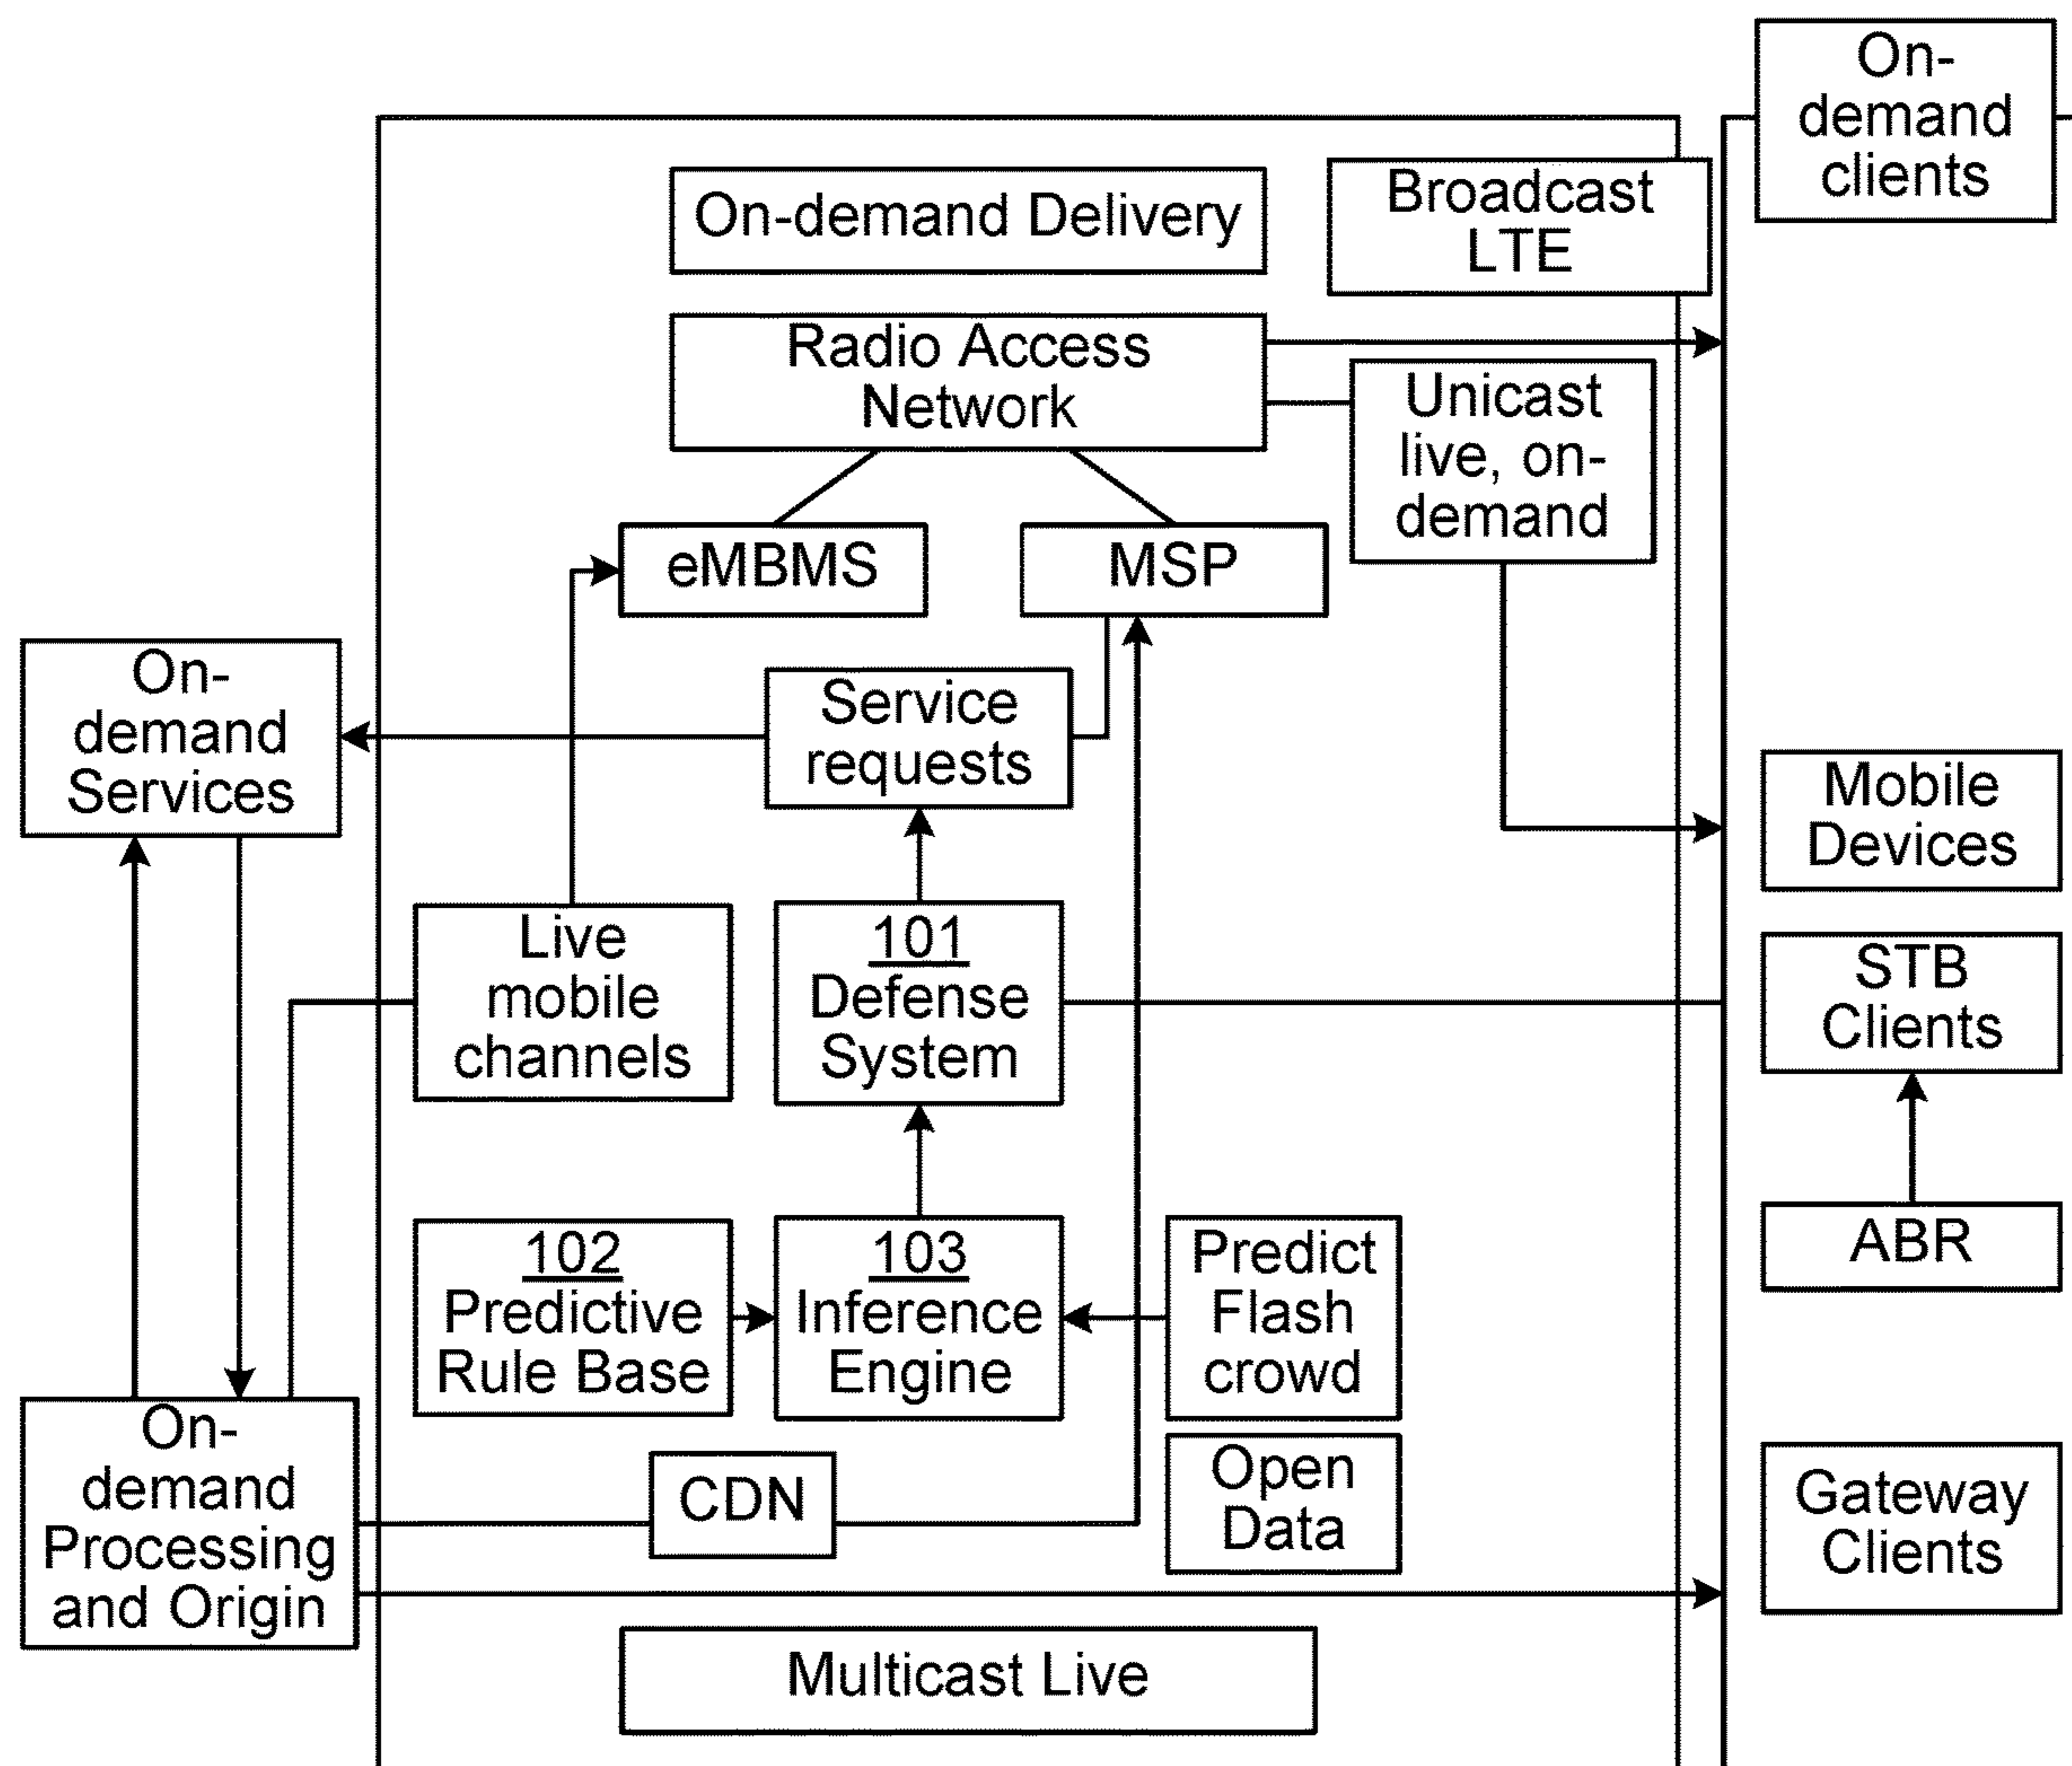 On-
demand
clients
On-demand Delivery
Broadcast
LTE
Radio Access
Network
Unicast
live, on-
demand
eMBMS
MSP
On-
demand
Services
Service
requests
Mobile
Devices
Live
mobile
channels
101
Defense
System
STB
Clients
102
Predictive
Rule Base
103
Inference
Engine
Predict
Flash
crowd
ABR
On-
demand
Processing
and Origin
CDN
Open
Data
Gateway
Clients
Multicast Live